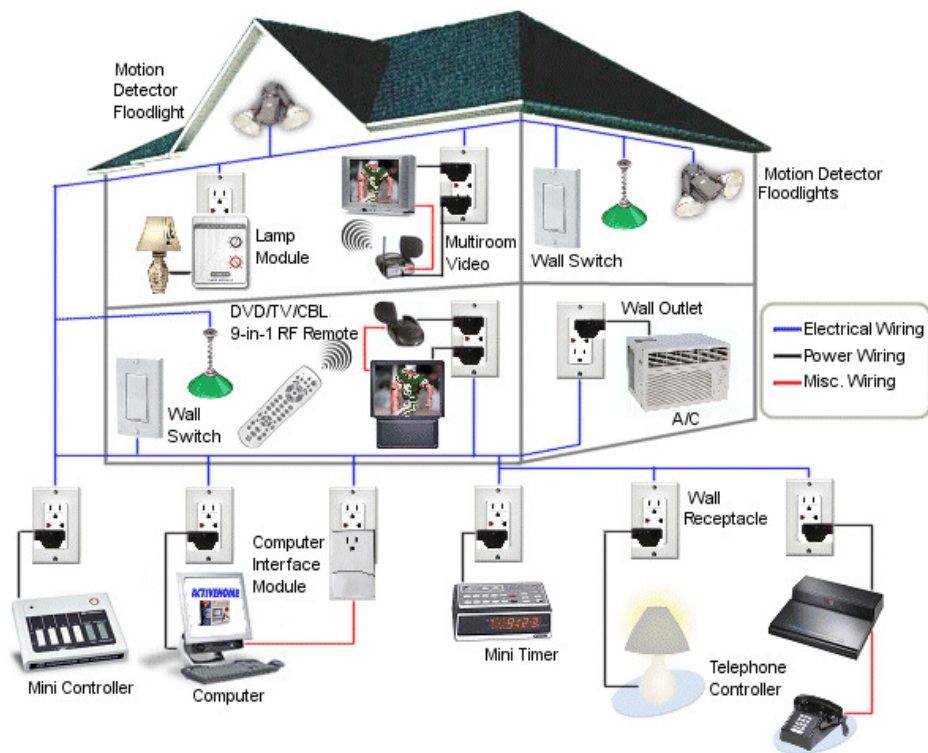 Motion
Detector
Floodlight
Motion Detector
Floodlights
Lamp
Module
Multiroom
Video
Wall Switch
DVD/TV/CBL
9-in-1 RF Remote
Wall Outlet
Electrical Wiring
Power Wiring
Misc. Wiring
Wall
Switch
A/C
Wall
Receptacle
Computer
Interface
Module
ACTIVEHOME
9:23
Mini Timer
Mini Controller
Computer
Telephone
Controller